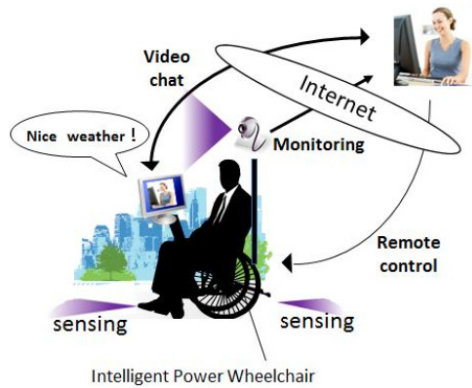 Video
chat
Internet
Nice weather !
Monitoring
Remote
control
sensing
sensing
Intelligent Power Wheelchair